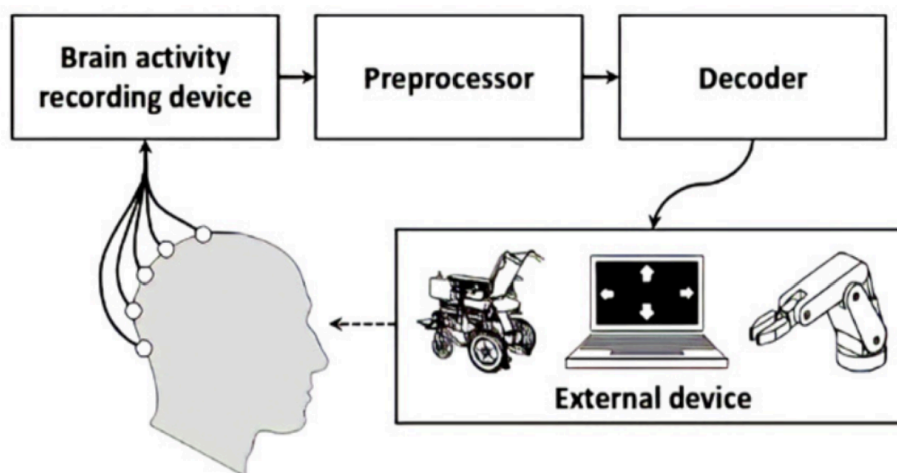 Brain activity
recording device
Preprocessor
Decoder
External device